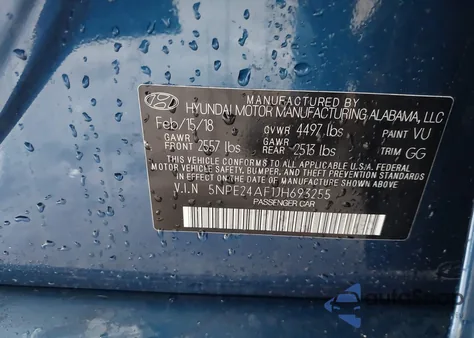 MANUFACTURED BY
HYUNDAI MOTOR MANUFACTURING ALABAMA, LLC
Feb/15/18 GVWR 4497 lbs PAINT VU
GAWR FRONT 2557 lbs GAWR REAR 2513 lbs TRIM GG
THIS VEHICLE CONFORMS TO ALL APPLICABLE U.S.A. FEDERAL
MOTOR VEHICLE SAFETY, BUMPER, AND THEFT PREVENTION STANDARDS
IN EFFECT ON THE DATE OF MANUFACTURE SHOWN ABOVE.
V.I.N 5NPE24AF1JH693255
PASSENGER CAR